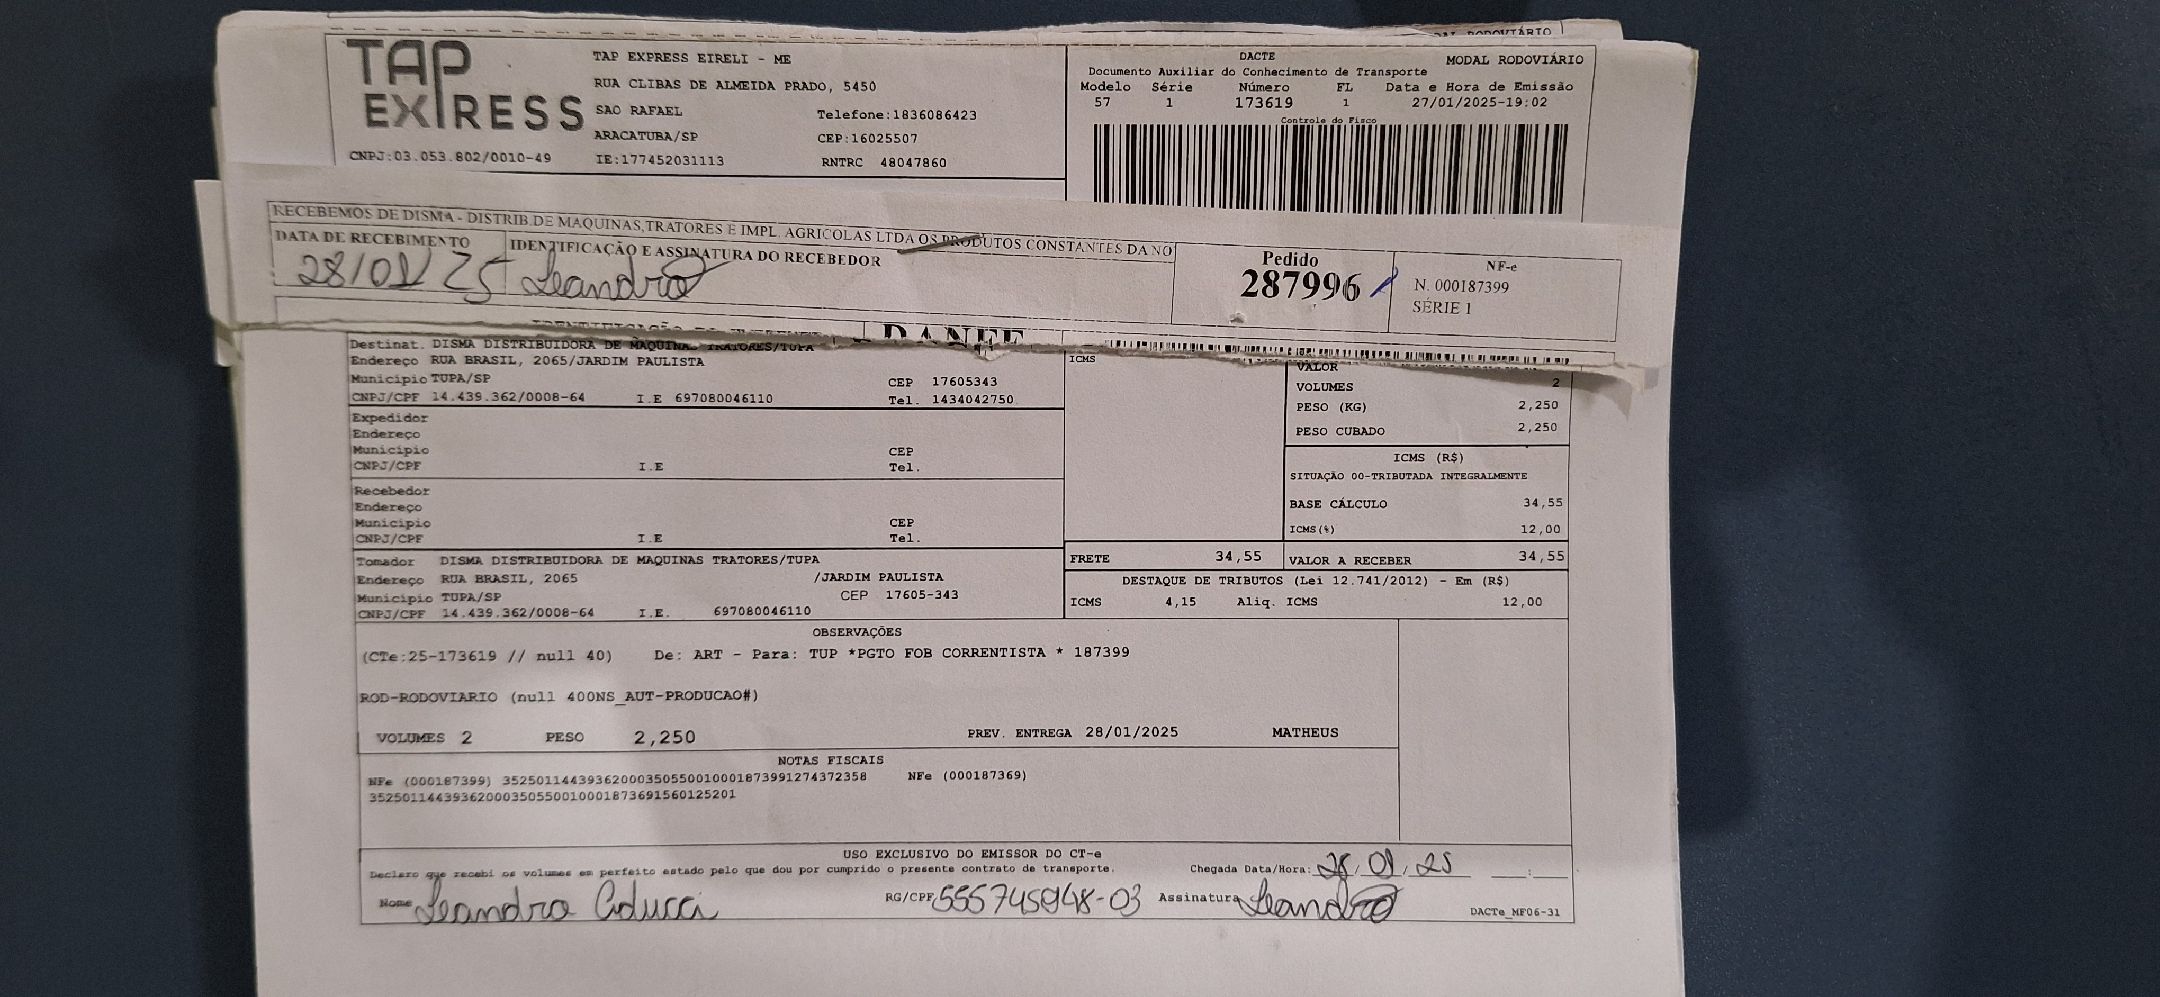 MODAL RODOVIÁRIO
TAP EXPRESS
TAP EXPRESS EIRELI - ME
RUA CLIBAS DE ALMEIDA PRADO, 5450
SAO RAFAEL
Telefone:1836086423
ARACATUBA/SP
CEP:16025507
CNPJ:03.053.802/0010-49
IE:177452031113
RNTRC 48047860
DACTE
MODAL RODOVIÁRIO
Documento Auxiliar do Conhecimento de Transporte
Modelo Série Número FL Data e Hora de Emissão
57 1 173619 1 27/01/2025-19:02
Controle do Fisco
RECEBEMOS DE DISMA - DISTRIB.DE MAQUINAS,TRATORES E IMPL. AGRICOLAS LTDA OS PRODUTOS CONSTANTES DA NO
DATA DE RECEBIMENTO
28/01/25
IDENTIFICAÇÃO E ASSINATURA DO RECEBEDOR
Leandro
Pedido
287996
NF-e
N. 000187399
SÉRIE 1
DANFE
Destinat. DISMA DISTRIBUIDORA DE MAQUINAS TRATORES/TUPA
Endereço RUA BRASIL, 2065/JARDIM PAULISTA
Municipio TUPA/SP CEP 17605343
CNPJ/CPF 14.439.362/0008-64 I.E 697080046110 Tel. 1434042750
Expedidor
Endereço
Municipio CEP
CNPJ/CPF I.E Tel.
Recebedor
Endereço
Municipio CEP
CNPJ/CPF I.E Tel.
Tomador DISMA DISTRIBUIDORA DE MAQUINAS TRATORES/TUPA
Endereço RUA BRASIL, 2065 /JARDIM PAULISTA
Municipio TUPA/SP CEP 17605-343
CNPJ/CPF 14.439.362/0008-64 I.E. 697080046110
ICMS
VALOR
VOLUMES 2
PESO (KG) 2,250
PESO CUBADO 2,250
ICMS (R$)
SITUAÇÃO 00-TRIBUTADA INTEGRALMENTE
BASE CÁLCULO 34,55
ICMS(%) 12,00
FRETE 34,55 VALOR A RECEBER 34,55
DESTAQUE DE TRIBUTOS (Lei 12.741/2012) - Em (R$)
ICMS 4,15 Aliq. ICMS 12,00
OBSERVAÇÕES
(CTe:25-173619 // null 40) De: ART - Para: TUP *PGTO FOB CORRENTISTA * 187399
ROD-RODOVIARIO (null 400NS_AUT-PRODUCAO#)
VOLUMES 2 PESO 2,250 PREV. ENTREGA 28/01/2025 MATHEUS
NOTAS FISCAIS
NFe (000187399) 35250114439362000350550010001873991274372358 NFe (000187369)
35250114439362000350550010001873691560125201
USO EXCLUSIVO DO EMISSOR DO CT-e
Declaro que recebi os volumes em perfeito estado pelo que dou por cumprido o presente contrato de transporte. Chegada Data/Hora: 28/01/25 __:__
Nome Leandro RG/CPF 555745948-03 Assinatura Leandro
DACTe_MF06-31